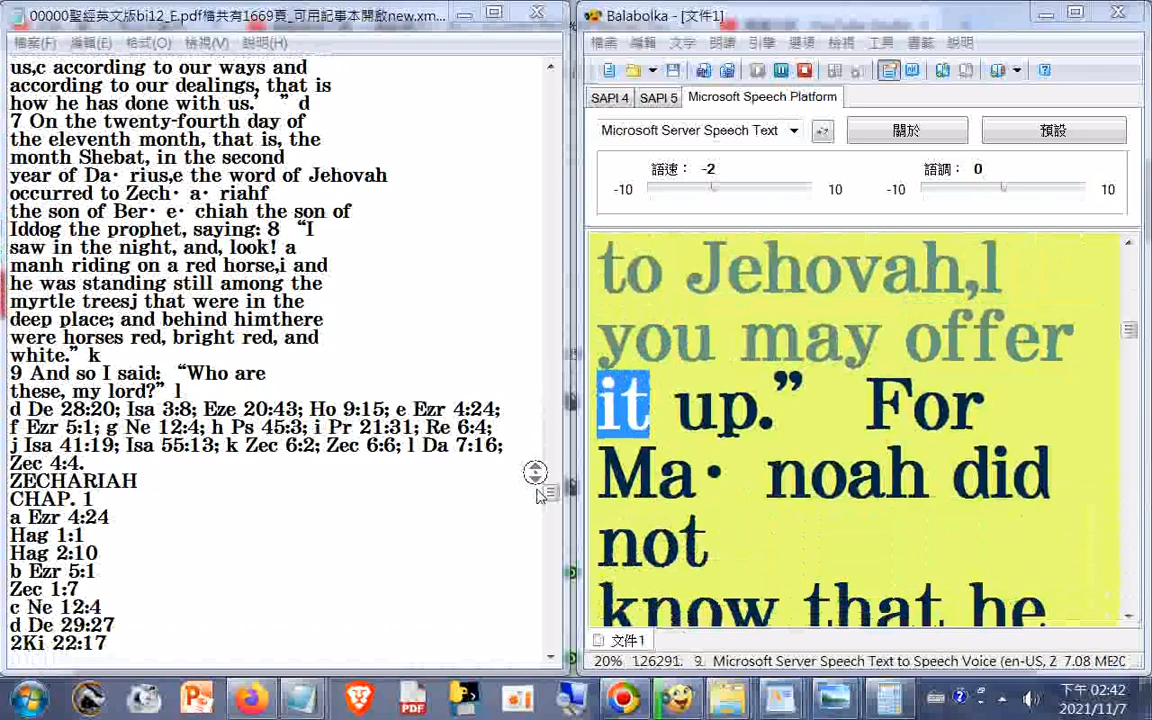 00000聖經英文版bi12_E.pdf檔共有1669頁_可用記事本開啟new.xm...
檔案(F) 編輯(E) 格式(O) 檢視(V) 說明(H)
us,c according to our ways and
according to our dealings, that is
how he has done with us.’ ” d
7 On the twenty-fourth day of
the eleventh month, that is, the
month Shebat, in the second
year of Da· rius,e the word of Jehovah
occurred to Zech· a· riahf
the son of Ber· e· chiah the son of
Iddog the prophet, saying: 8 “I
saw in the night, and, look! a
manh riding on a red horse,i and
he was standing still among the
myrtle treesj that were in the
deep place; and behind himthere
were horses red, bright red, and
white.” k
9 And so I said: “Who are
these, my lord?” l
d De 28:20; Isa 3:8; Eze 20:43; Ho 9:15; e Ezr 4:24;
f Ezr 5:1; g Ne 12:4; h Ps 45:3; i Pr 21:31; Re 6:4;
j Isa 41:19; Isa 55:13; k Zec 6:2; Zec 6:6; l Da 7:16;
Zec 4:4.
ZECHARIAH
CHAP. 1
a Ezr 4:24
Hag 1:1
Hag 2:10
b Ezr 5:1
Zec 1:7
c Ne 12:4
d De 29:27
2Ki 22:17
Balabolka - [文件1]
檔案 編輯 文字 朗讀 引擎 選項 檢視 工具 書籤 說明
SAPI 4 SAPI 5 Microsoft Speech Platform
Microsoft Server Speech Text 關於 預設
語速： -2 語調： 0
-10 10 -10 10
to Jehovah,l
you may offer
it up.” For
Ma· noah did
not
know that he
文件1
20% 126291. 9. Microsoft Server Speech Text to Speech Voice (en-US, Z 7.08 ME20
PDF
下午 02:42
2021/11/7